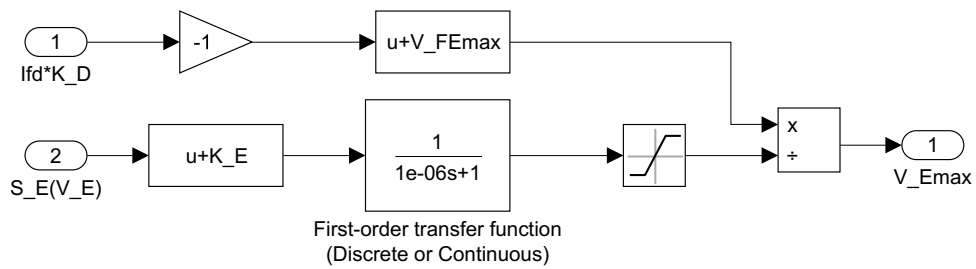 1
-1
u+V_FEmax
Ifd*K_D
2
u+K_E
1
1e-06s+1
x
÷
1
S_E(V_E)
V_Emax
First-order transfer function
(Discrete or Continuous)